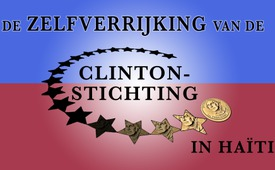 DE ZELFVERRIJKING VAN DE
CLINTON-
STICHTING
IN HAÏTI